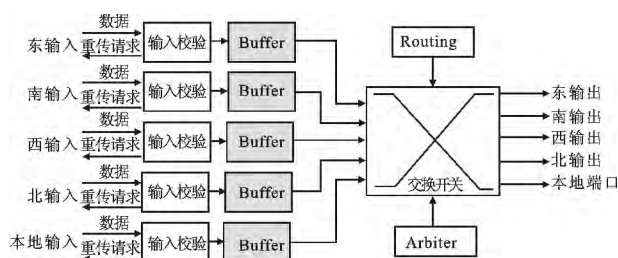 数据
东输入 重传请求 输入校验 Buffer
数据
南输入 重传请求 输入校验 Buffer
数据
西输入 重传请求 输入校验 Buffer
数据
北输入 重传请求 输入校验 Buffer
数据
本地输入 重传请求 输入校验 Buffer
Routing
交换开关
Arbiter
东输出
南输出
西输出
北输出
本地端口